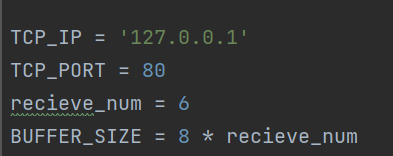 TCP_IP = '127.0.0.1'
TCP_PORT = 80
recieve_num = 6
BUFFER_SIZE = 8 * recieve_num